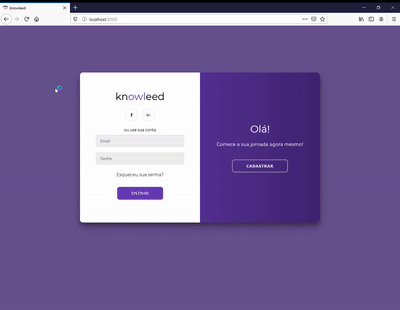 knowleed
localhost:3000
knowleed
f
G+
ou use sua conta
Email
Senha
Esqueceu sua senha?
ENTRAR
Olá!
Comece a sua jornada agora mesmo!
CADASTRAR